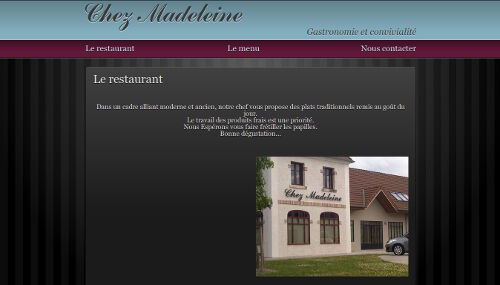 Chez Madeleine
Gastronomie et convivialité
Le restaurant Le menu Nous contacter
Le restaurant
Dans un cadre alliant moderne et ancien, notre chef vous propose des plats traditionnels remis au goût du
jour.
Le travail des produits frais est une priorité.
Nous Espérons vous faire frétiller les papilles.
Bonne dégustation...
Chez Madeleine